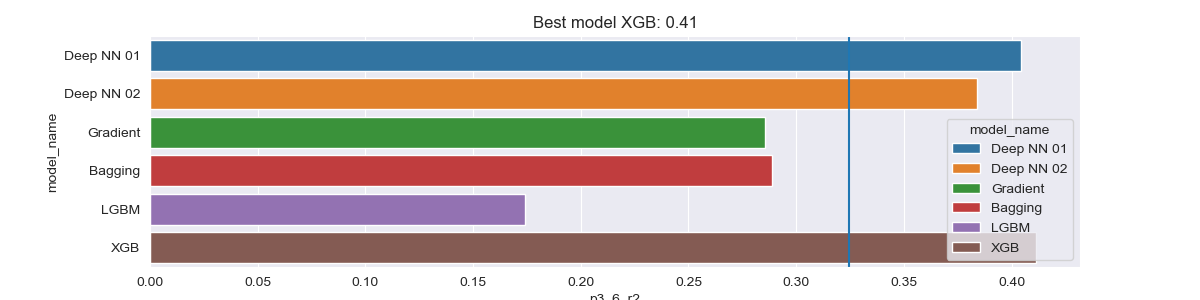 Best model XGB: 0.41
model_name
Deep NN 01
Deep NN 02
Gradient
Bagging
LGBM
XGB
model_name
Deep NN 01
Deep NN 02
Gradient
Bagging
LGBM
XGB
0.00 0.05 0.10 0.15 0.20 0.25 0.30 0.35 0.40
p3_6_r2